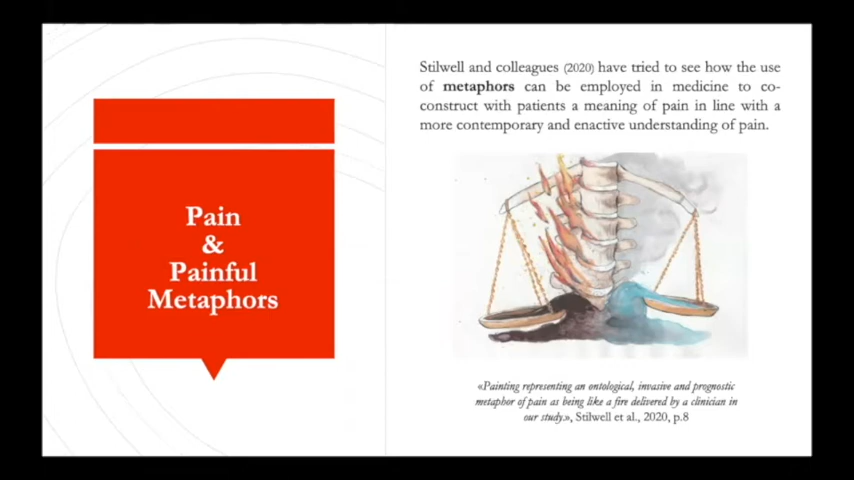 Pain
&
Painful
Metaphors
Stilwell and colleagues (2020) have tried to see how the use
of metaphors can be employed in medicine to co-
construct with patients a meaning of pain in line with a
more contemporary and enactive understanding of pain.
«Painting representing an ontological, invasive and prognostic
metaphor of pain as being like a fire delivered by a clinician in
our study.», Stilwell et al., 2020, p.8